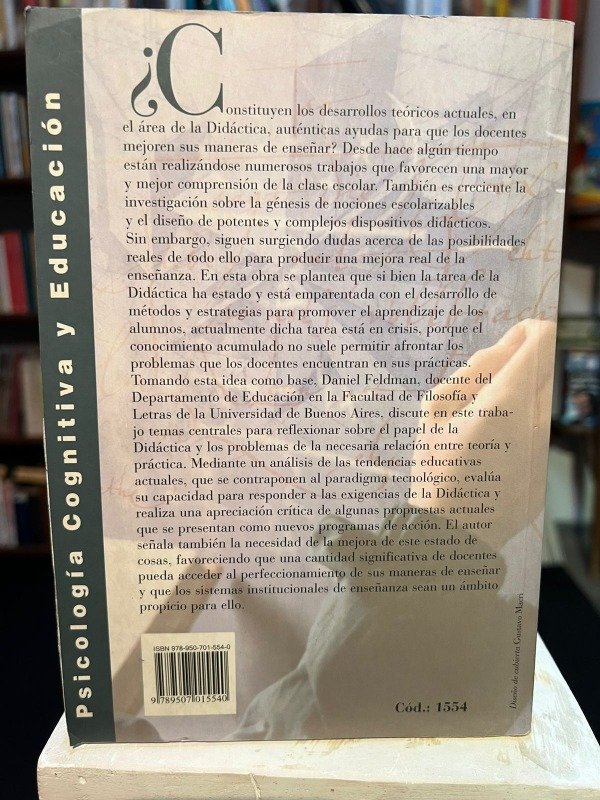 Psicología Cognitiva y Educación
¿Constituyen los desarrollos teóricos actuales, en
el área de la Didáctica, auténticas ayudas para que los docentes
mejoren sus maneras de enseñar? Desde hace algún tiempo
están realizándose numerosos trabajos que favorecen una mayor
y mejor comprensión de la clase escolar. También es creciente la
investigación sobre la génesis de nociones escolarizables
y el diseño de potentes y complejos dispositivos didácticos.
Sin embargo, siguen surgiendo dudas acerca de las posibilidades
reales de todo ello para producir una mejora real de la
enseñanza. En esta obra se plantea que si bien la tarea de la
Didáctica ha estado y está emparentada con el desarrollo de
métodos y estrategias para promover el aprendizaje de los
alumnos, actualmente dicha tarea está en crisis, porque el
conocimiento acumulado no suele permitir afrontar los
problemas que los docentes encuentran en sus prácticas.
Tomando esta idea como base, Daniel Feldman, docente del
Departamento de Educación en la Facultad de Filosofía y
Letras de la Universidad de Buenos Aires, discute en este traba-
jo temas centrales para reflexionar sobre el papel de la
Didáctica y los problemas de la necesaria relación entre teoría y
práctica. Mediante un análisis de las tendencias educativas
actuales, que se contraponen al paradigma tecnológico, evalúa
su capacidad para responder a las exigencias de la Didáctica y
realiza una apreciación crítica de algunas propuestas actuales
que se presentan como nuevos programas de acción. El autor
señala también la necesidad de la mejora de este estado de
cosas, favoreciendo que una cantidad significativa de docentes
pueda acceder al perfeccionamiento de sus maneras de enseñar
y que los sistemas institucionales de enseñanza sean un ámbito
propicio para ello.
ISBN 978-950-701-554-0
9789507015540
Cód.: 1554
Diseño de cubierta Gustavo Macri